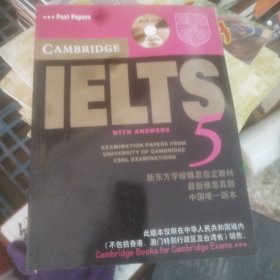 Past Papers
CAMBRIDGE
IELTS
5
WITH ANSWERS
EXAMINATION PAPERS FROM
UNIVERSITY OF CAMBRIDGE
ESOL EXAMINATIONS
新东方学校雅思指定教材
最新雅思真题
中国唯一版本
此版本仅限在中华人民共和国境内
（不包括香港、澳门特别行政区及台湾省）销售。
Cambridge Books for Cambridge Exams